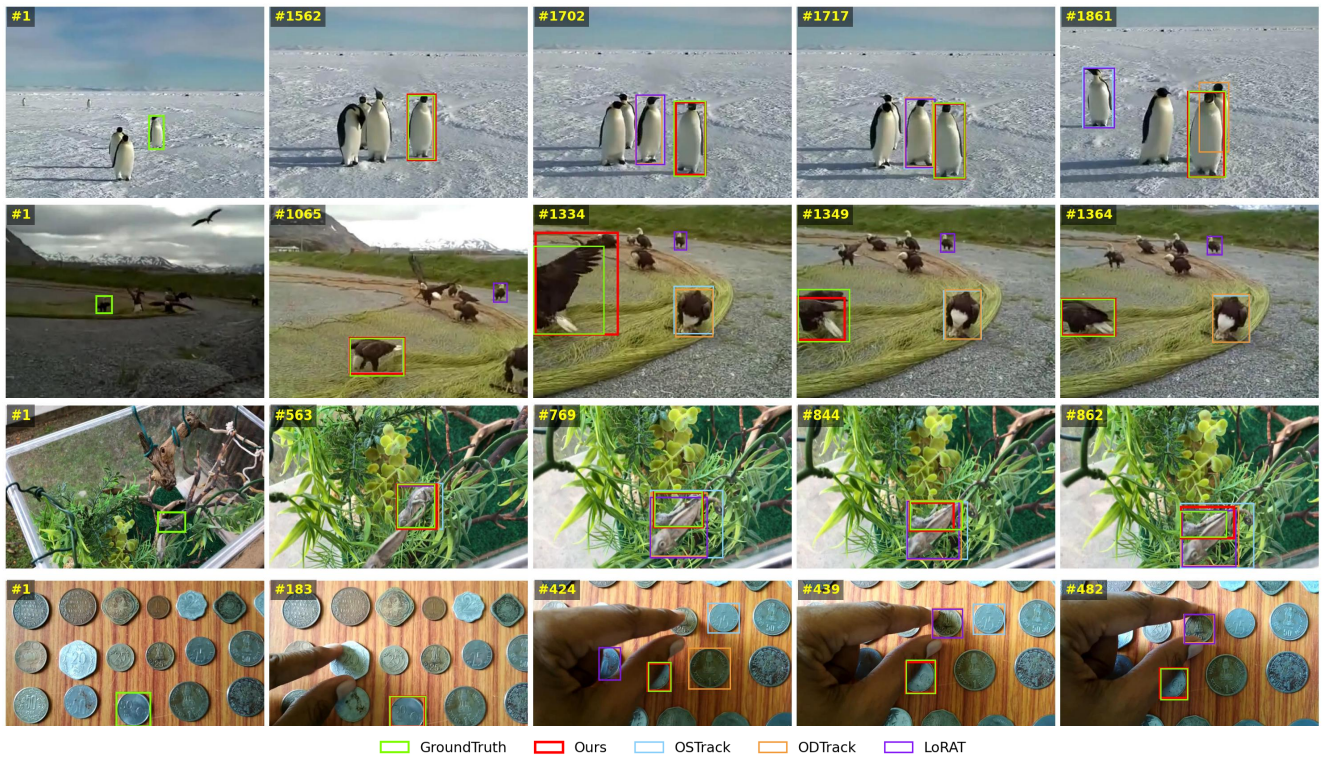 #1 #1562 #1702 #1717 #1861
#1 #1065 #1334 #1349 #1364
#1 #563 #769 #844 #862
#1 #183 #424 #439 #482
GroundTruth Ours OSTrack ODTrack LoRAT